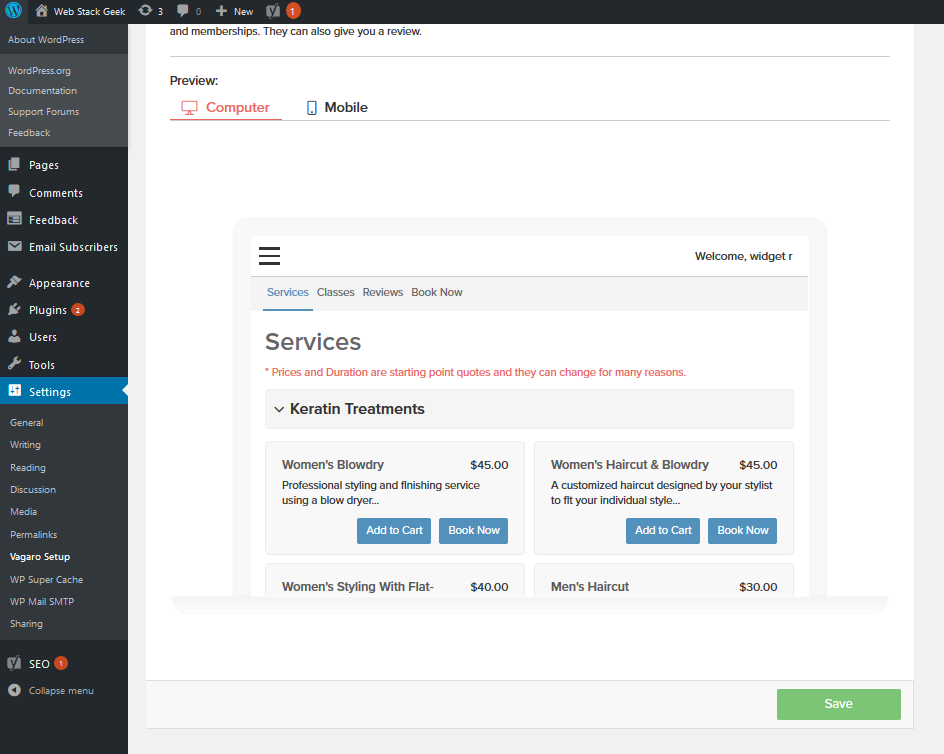 Web Stack Geek 3 0 New 1
About WordPress
WordPress.org
Documentation
Support Forums
Feedback
Pages
Comments
Feedback
Email Subscribers
Appearance
Plugins 2
Users
Tools
Settings
General
Writing
Reading
Discussion
Media
Permalinks
Vagaro Setup
WP Super Cache
WP Mail SMTP
Sharing
SEO 1
Collapse menu
and memberships. They can also give you a review.
Preview:
Computer Mobile
Welcome, widget r
Services Classes Reviews Book Now
Services
* Prices and Duration are starting point quotes and they can change for many reasons.
Keratin Treatments
Women's Blowdry $45.00
Professional styling and finishing service
using a blow dryer...
Add to Cart Book Now
Women's Haircut & Blowdry $45.00
A customized haircut designed by your stylist
to fit your individual style...
Add to Cart Book Now
Women's Styling With Flat- $40.00
Men's Haircut $30.00
Save